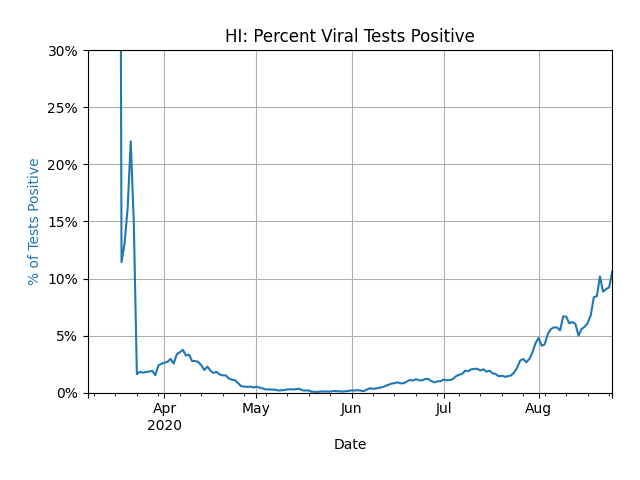 HI: Percent Viral Tests Positive
30%
25%
20%
15%
10%
5%
0%
% of Tests Positive
Apr May Jun Jul Aug
2020
Date